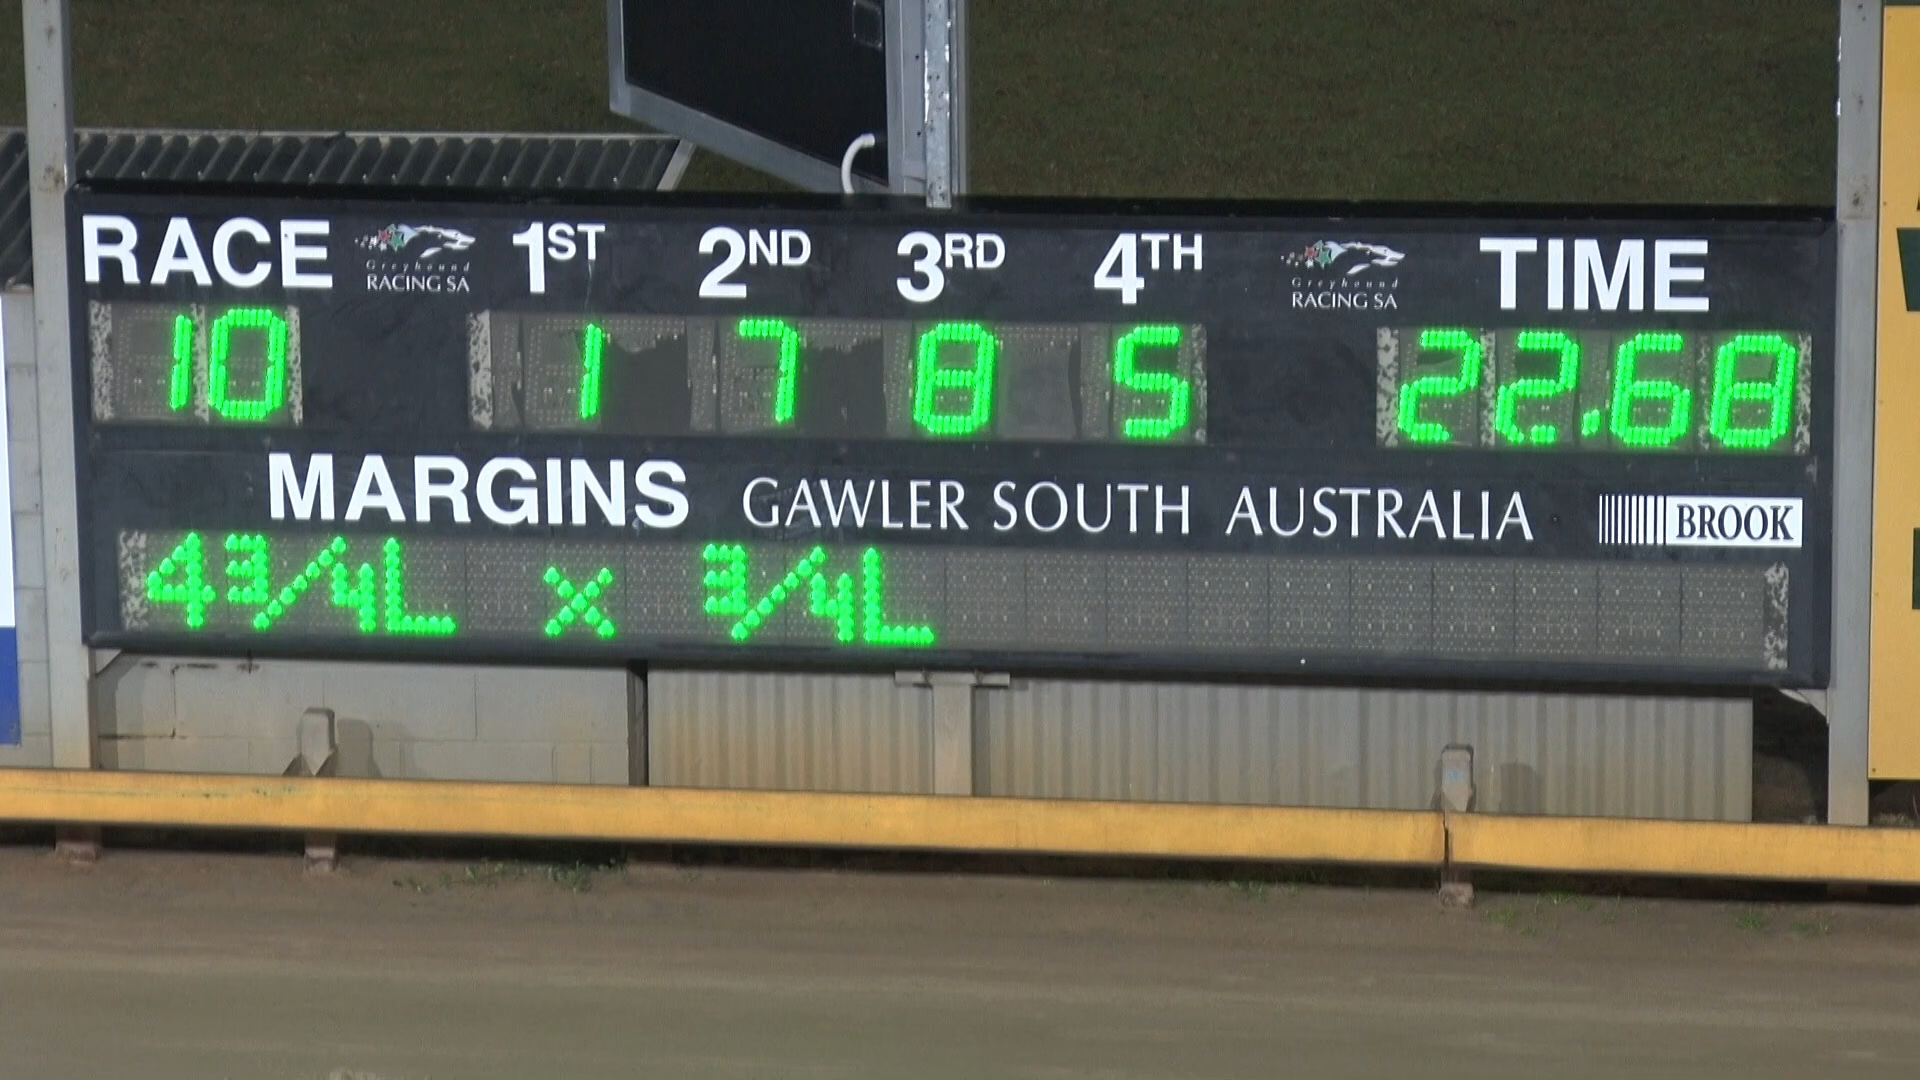 RACE Greyhound RACING SA 1ST 2ND 3RD 4TH Greyhound RACING SA TIME
10 1 7 8 5 22.68
MARGINS GAWLER SOUTH AUSTRALIA BROOK
4¾L x ¾L